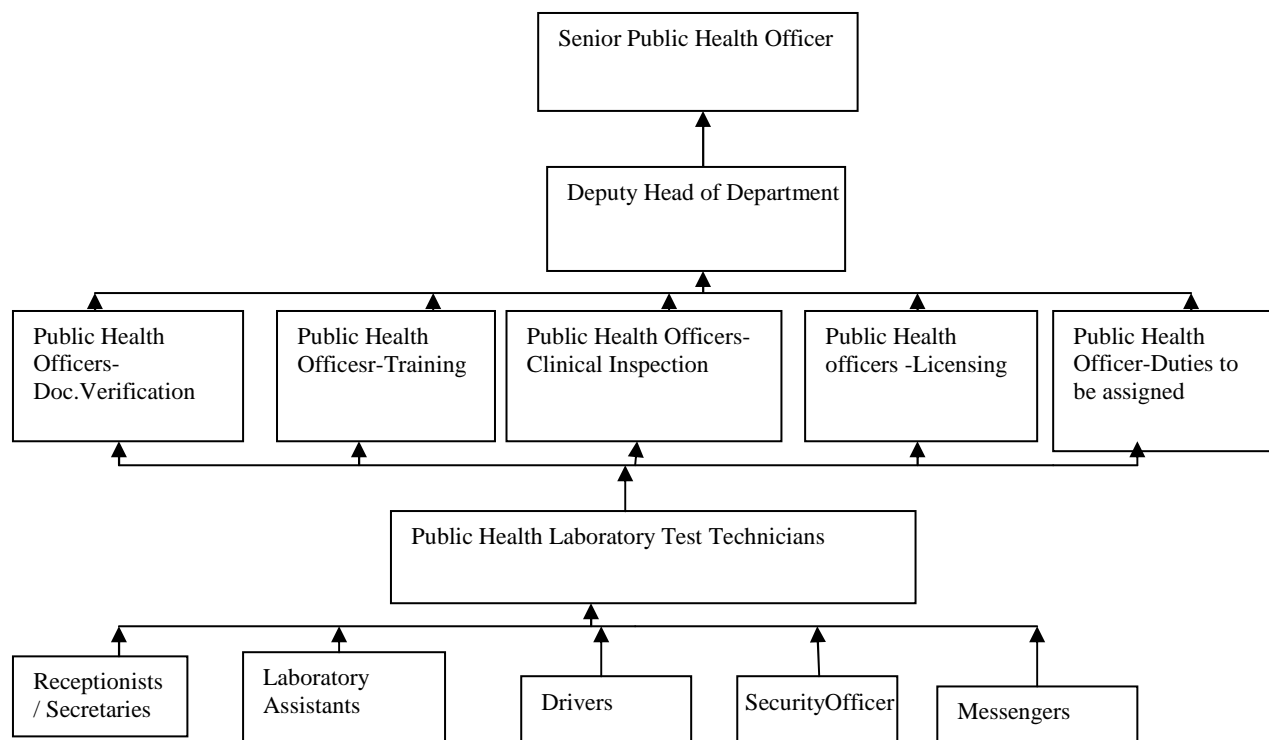 Senior Public Health Officer
Deputy Head of Department
Public Health
Officers-
Doc.Verification
Public Health
Officesr-Training
Public Health Officers-
Clinical Inspection
Public Health
officers -Licensing
Public Health
Officer-Duties to
be assigned
Public Health Laboratory Test Technicians
Receptionists
/ Secretaries
Laboratory
Assistants
Drivers
SecurityOfficer
Messengers